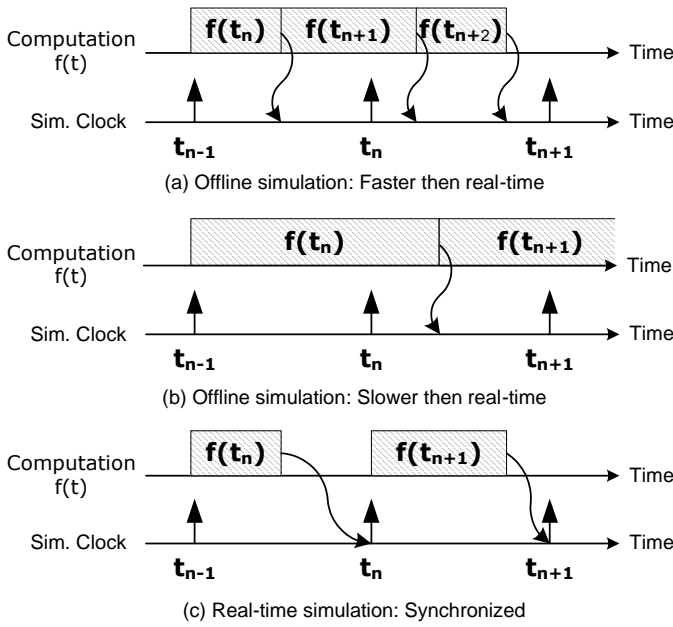 f(tn) f(tn+1) f(tn+2)
Computation
f(t)
Time
Sim. Clock
Time
tn-1 tn tn+1
(a) Offline simulation: Faster then real-time
f(tn) f(tn+1)
Computation
f(t)
Time
Sim. Clock
Time
tn-1 tn tn+1
(b) Offline simulation: Slower then real-time
f(tn) f(tn+1)
Computation
f(t)
Time
Sim. Clock
Time
tn-1 tn tn+1
(c) Real-time simulation: Synchronized